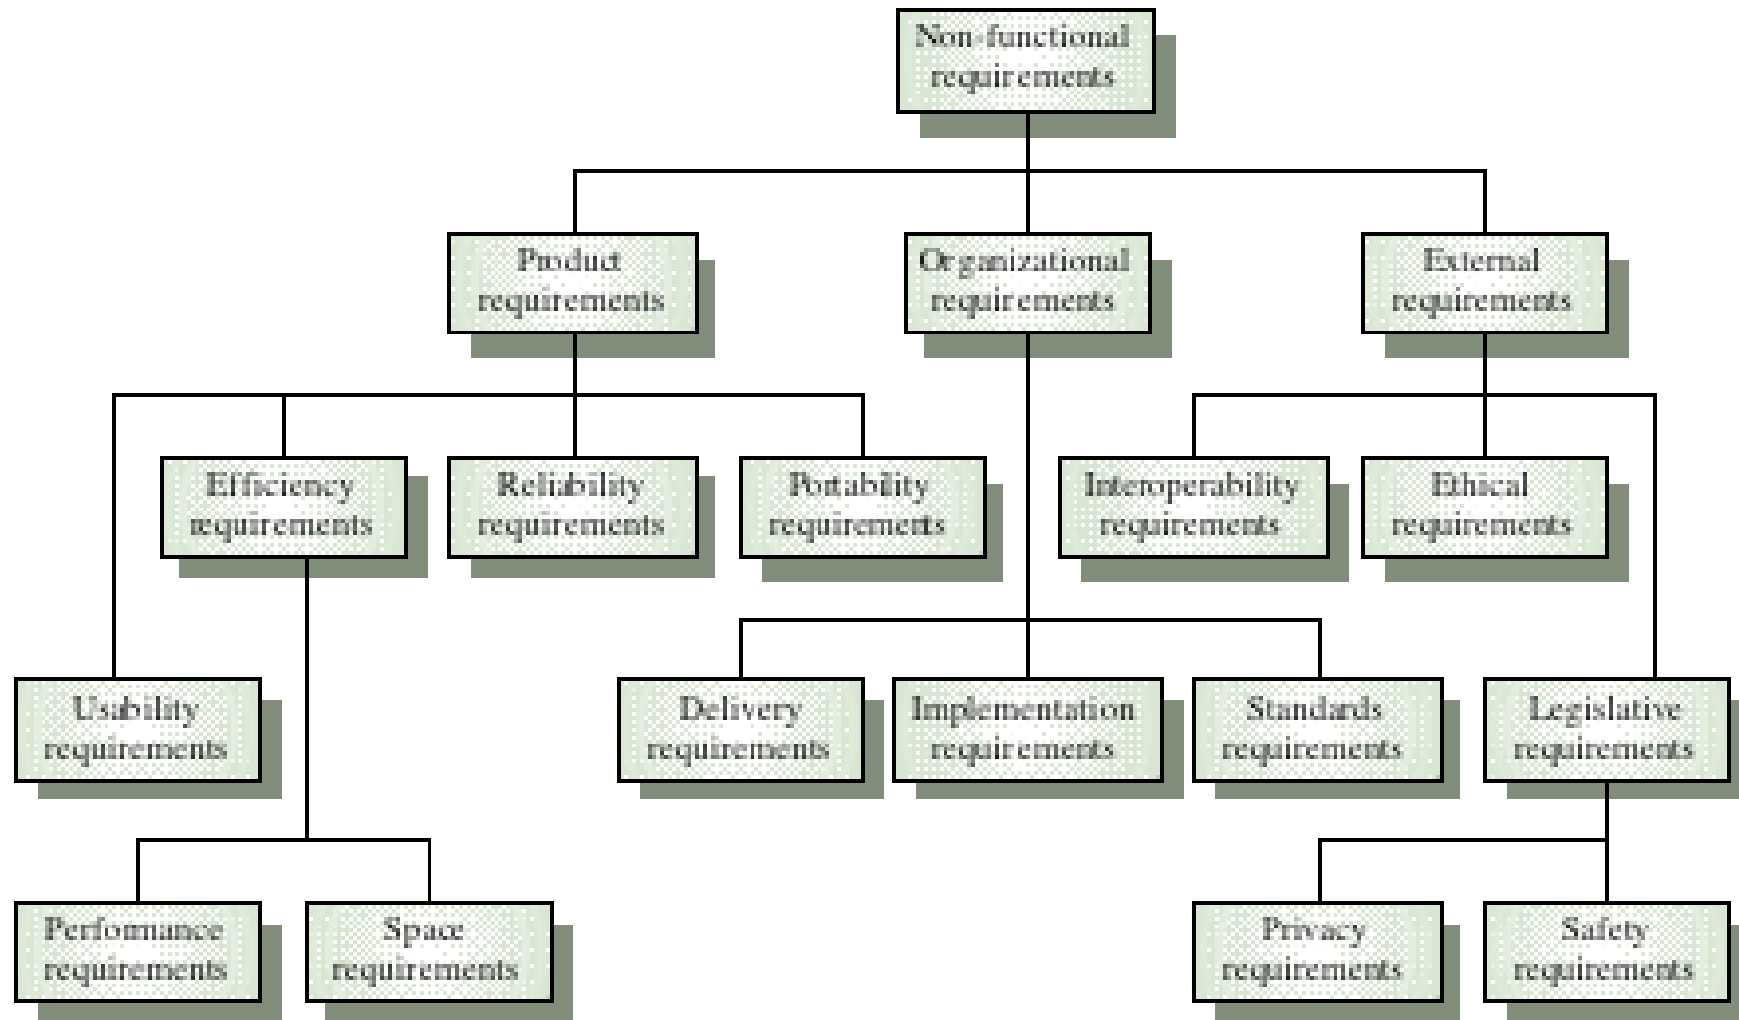 Non-functional
requirements
Product
requirements
Organizational
requirements
External
requirements
Efficiency
requirements
Reliability
requirements
Portability
requirements
Interoperability
requirements
Ethical
requirements
Usability
requirements
Delivery
requirements
Implementation
requirements
Standards
requirements
Legislative
requirements
Performance
requirements
Space
requirements
Privacy
requirements
Safety
requirements